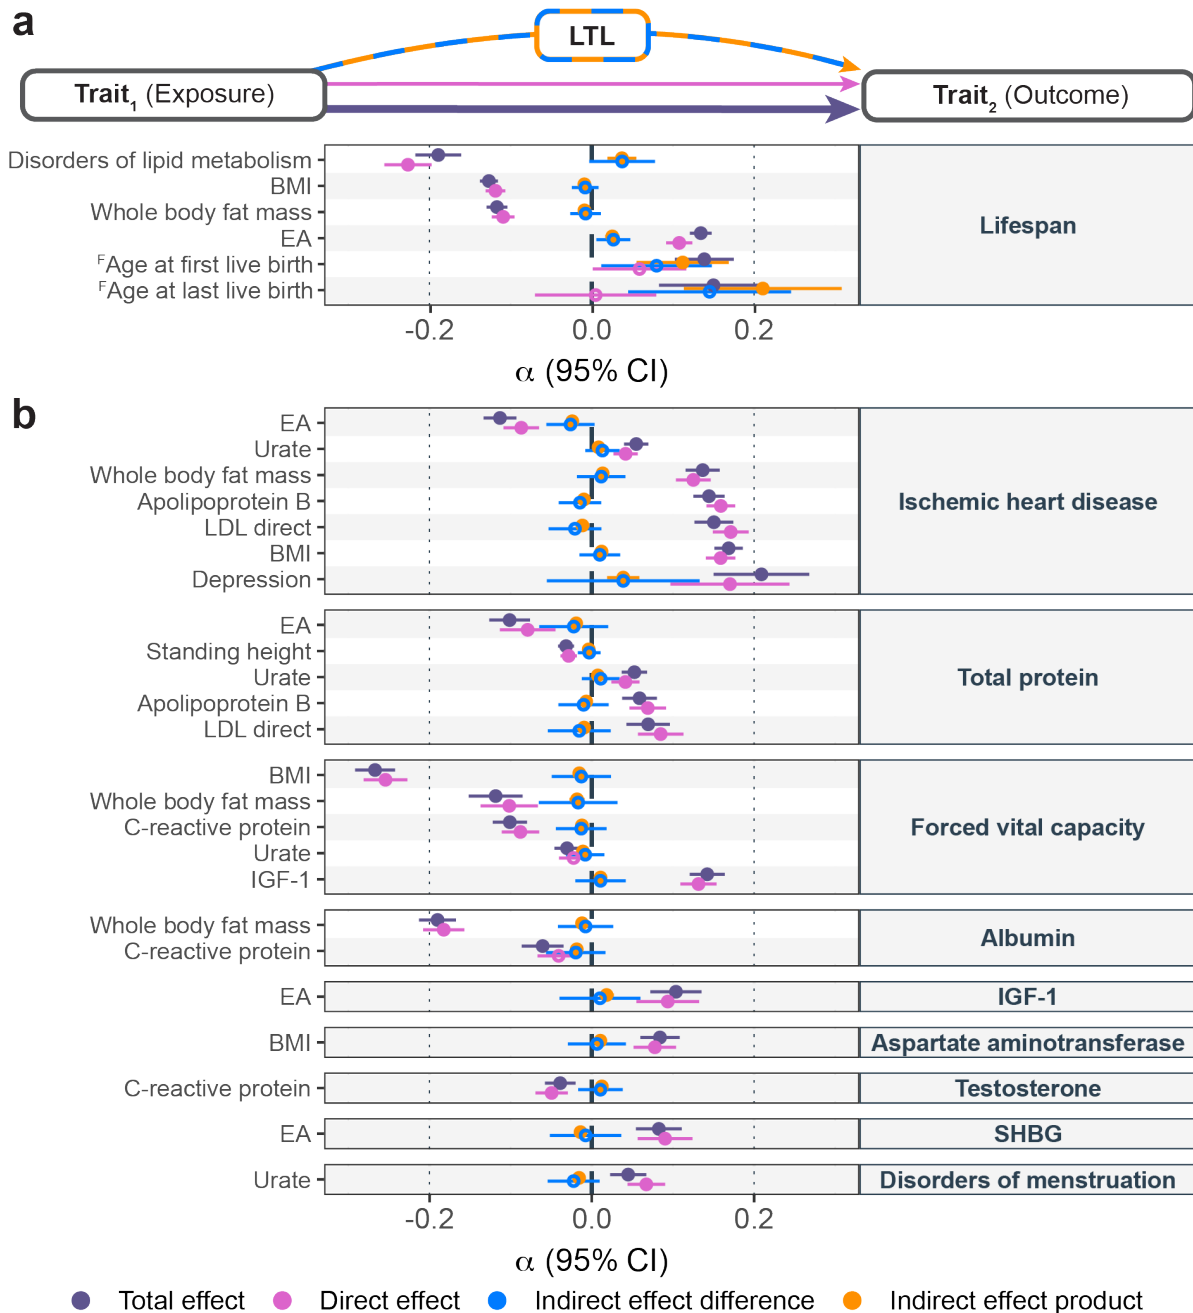 a
LTL
Trait1 (Exposure)
Trait2 (Outcome)
Disorders of lipid metabolism
BMI
Whole body fat mass
EA
FAge at first live birth
FAge at last live birth
Lifespan
-0.2 0.0 0.2
α (95% CI)
b
EA
Urate
Whole body fat mass
Apolipoprotein B
LDL direct
BMI
Depression
Ischemic heart disease
EA
Standing height
Urate
Apolipoprotein B
LDL direct
Total protein
BMI
Whole body fat mass
C-reactive protein
Urate
IGF-1
Forced vital capacity
Whole body fat mass
C-reactive protein
Albumin
EA
IGF-1
BMI
Aspartate aminotransferase
C-reactive protein
Testosterone
EA
SHBG
Urate
Disorders of menstruation
-0.2 0.0 0.2
α (95% CI)
Total effect Direct effect Indirect effect difference Indirect effect product